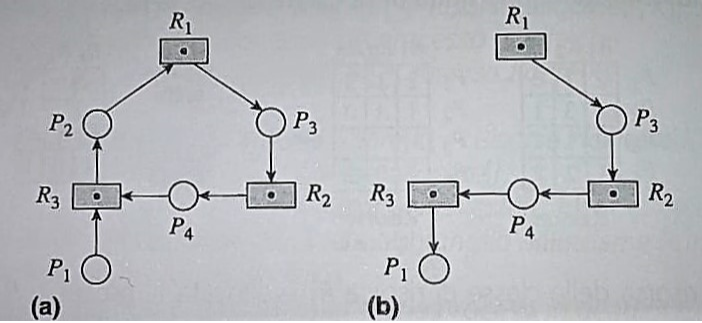 R₁
P₂
P₃
R₃
R₂
P₄
P₁
(a)
R₁
P₃
R₃
R₂
P₄
P₁
(b)